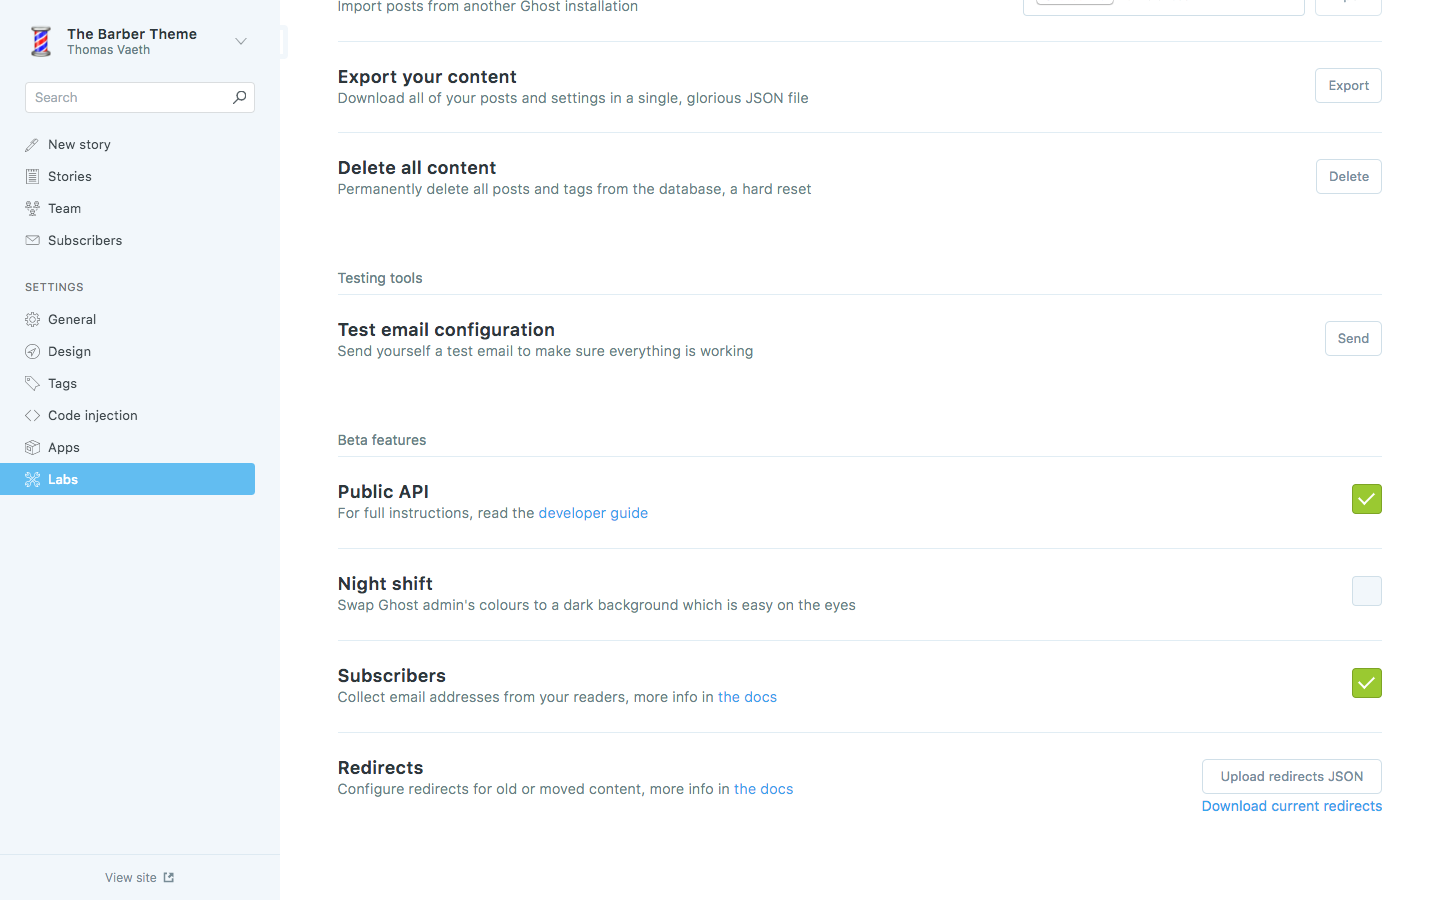 The Barber Theme
Thomas Vaeth
Search
New story
Stories
Team
Subscribers
SETTINGS
General
Design
Tags
Code injection
Apps
Labs
View site
Import posts from another Ghost installation
Export your content
Download all of your posts and settings in a single, glorious JSON file
Export
Delete all content
Permanently delete all posts and tags from the database, a hard reset
Delete
Testing tools
Test email configuration
Send yourself a test email to make sure everything is working
Send
Beta features
Public API
For full instructions, read the developer guide
Night shift
Swap Ghost admin's colours to a dark background which is easy on the eyes
Subscribers
Collect email addresses from your readers, more info in the docs
Redirects
Configure redirects for old or moved content, more info in the docs
Upload redirects JSON
Download current redirects